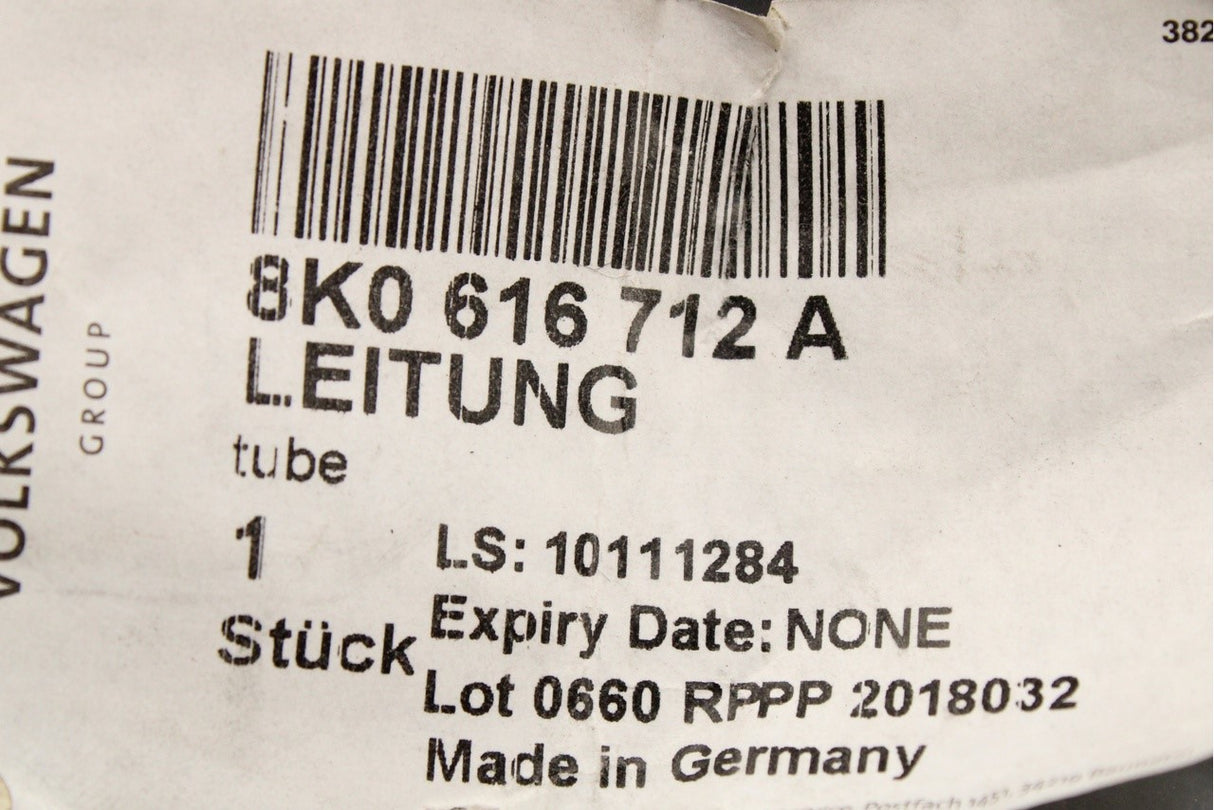 382
VOLKSWAGEN
GROUP
8K0 616 712 A
LEITUNG
tube
1
Stück
LS: 10111284
Expiry Date: NONE
Lot 0660 RPPP 2018032
Made in Germany
Postfach